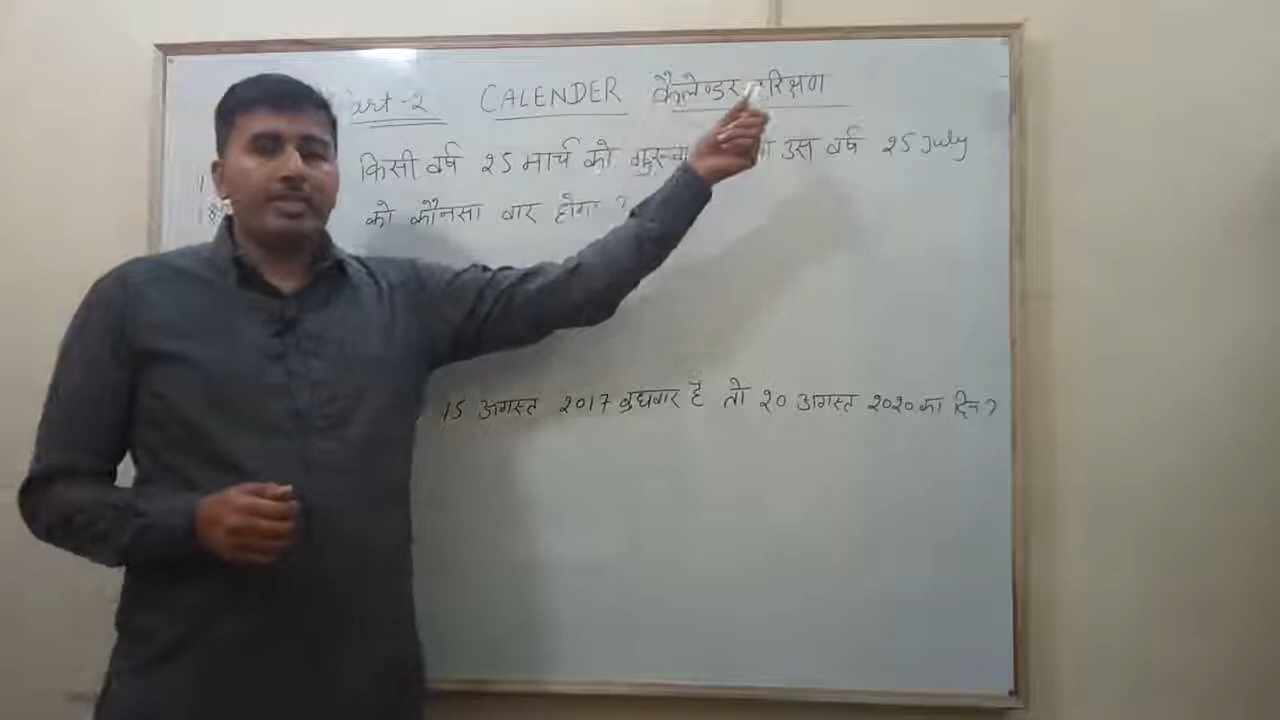 Part-2 CALENDER कैलेण्डर परिक्षण
किसी वर्ष 25 मार्च को उस वर्ष 25 July
को कौनसा वार होगा ?
15 अगस्त 2017 बुधवार है तो 20 अगस्त 2020 का दिन ?